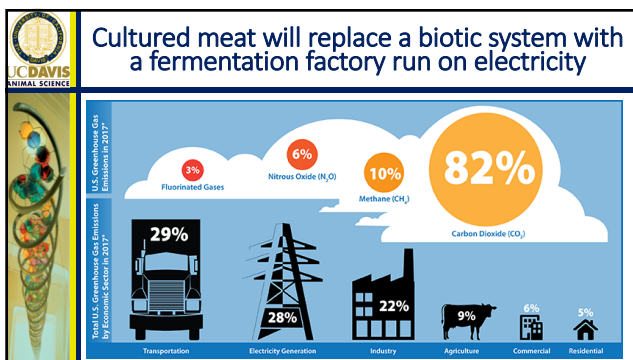 Cultured meat will replace a biotic system with
a fermentation factory run on electricity
UCDAVIS
ANIMAL SCIENCE
U.S. Greenhouse Gas
Emissions in 2017*
3%
Fluorinated Gases
6%
Nitrous Oxide (N₂O)
10%
Methane (CH₄)
82%
Carbon Dioxide (CO₂)
Total U.S. Greenhouse Gas Emissions
by Economic Sector in 2017*
29%
Transportation
28%
Electricity Generation
22%
Industry
9%
Agriculture
6%
Commercial
5%
Residential